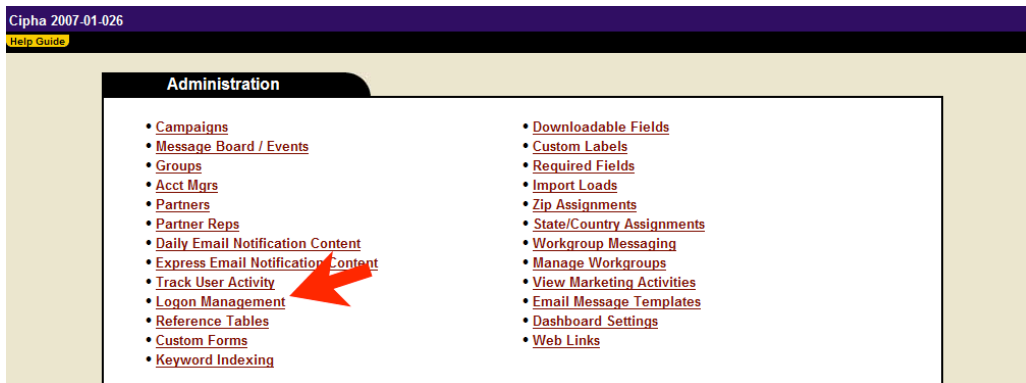 Cipha 2007-01-026
Help Guide
Administration
• Campaigns
• Message Board / Events
• Groups
• Acct Mgrs
• Partners
• Partner Reps
• Daily Email Notification Content
• Express Email Notification Content
• Track User Activity
• Logon Management
• Reference Tables
• Custom Forms
• Keyword Indexing
• Downloadable Fields
• Custom Labels
• Required Fields
• Import Loads
• Zip Assignments
• State/Country Assignments
• Workgroup Messaging
• Manage Workgroups
• View Marketing Activities
• Email Message Templates
• Dashboard Settings
• Web Links